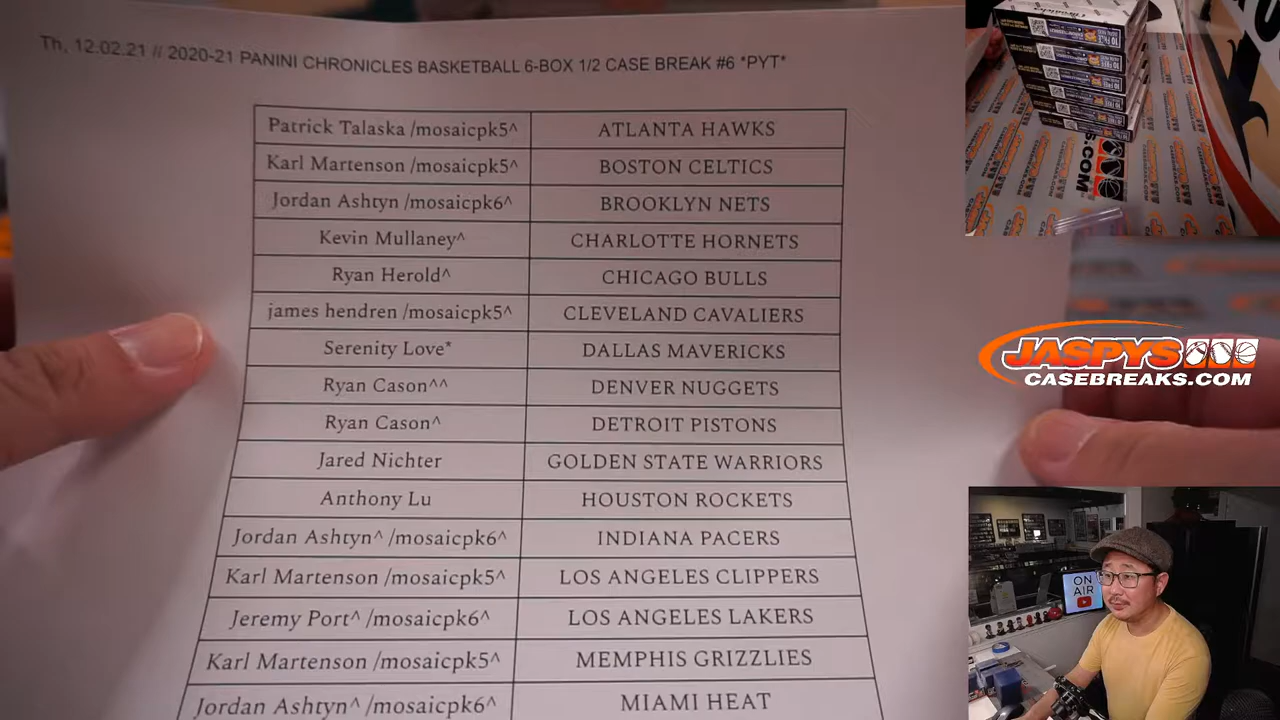 Th, 12.02.21 // 2020-21 PANINI CHRONICLES BASKETBALL 6-BOX 1/2 CASE BREAK #6 *PYT*
Patrick Talaska /mosaicpk5^ ATLANTA HAWKS
Karl Martenson /mosaicpk5^ BOSTON CELTICS
Jordan Ashtyn /mosaicpk6^ BROOKLYN NETS
Kevin Mullaney^ CHARLOTTE HORNETS
Ryan Herold^ CHICAGO BULLS
james hendren /mosaicpk5^ CLEVELAND CAVALIERS
Serenity Love* DALLAS MAVERICKS
Ryan Cason^^ DENVER NUGGETS
Ryan Cason^ DETROIT PISTONS
Jared Nichter GOLDEN STATE WARRIORS
Anthony Lu HOUSTON ROCKETS
Jordan Ashtyn^ /mosaicpk6^ INDIANA PACERS
Karl Martenson /mosaicpk5^ LOS ANGELES CLIPPERS
Jeremy Port^ /mosaicpk6^ LOS ANGELES LAKERS
Karl Martenson /mosaicpk5^ MEMPHIS GRIZZLIES
Jordan Ashtyn^ /mosaicpk6^ MIAMI HEAT
JASPYS
CASEBREAKS.COM
ON
AIR